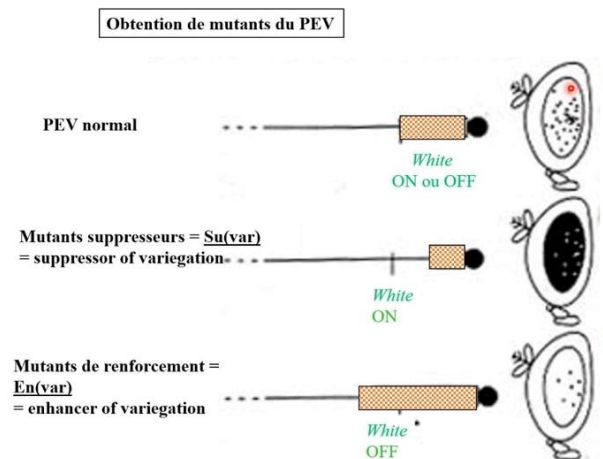 Obtention de mutants du PEV
PEV normal
White
ON ou OFF
Mutants suppresseurs = Su(var)
= suppressor of variegation
White
ON
Mutants de renforcement =
En(var)
= enhancer of variegation
White
OFF